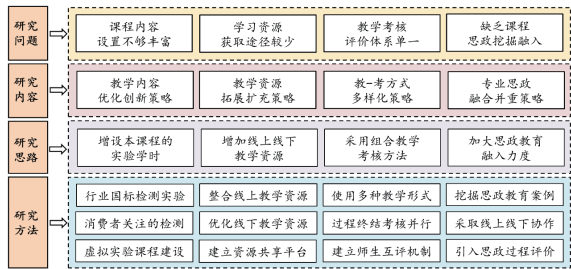 研究
问题
课程内容
设置不够丰富
学习资源
获取途径较少
教学考核
评价体系单一
缺乏课程
思政挖掘融入
研究
内容
教学内容
优化创新策略
教学资源
拓展扩充策略
教-考方式
多样化策略
专业思政
融合并重策略
研究
思路
增设本课程的
实验学时
增加线上线下
教学资源
采用组合教学
考核方法
加大思政教育
融入力度
研究
方法
行业国标检测实验
整合线上教学资源
使用多种教学形式
挖掘思政教育案例
消费者关注的检测
优化线下教学资源
过程终结考核并行
采取线上线下协作
虚拟实验课程建设
建立资源共享平台
建立师生互评机制
引入思政过程评价